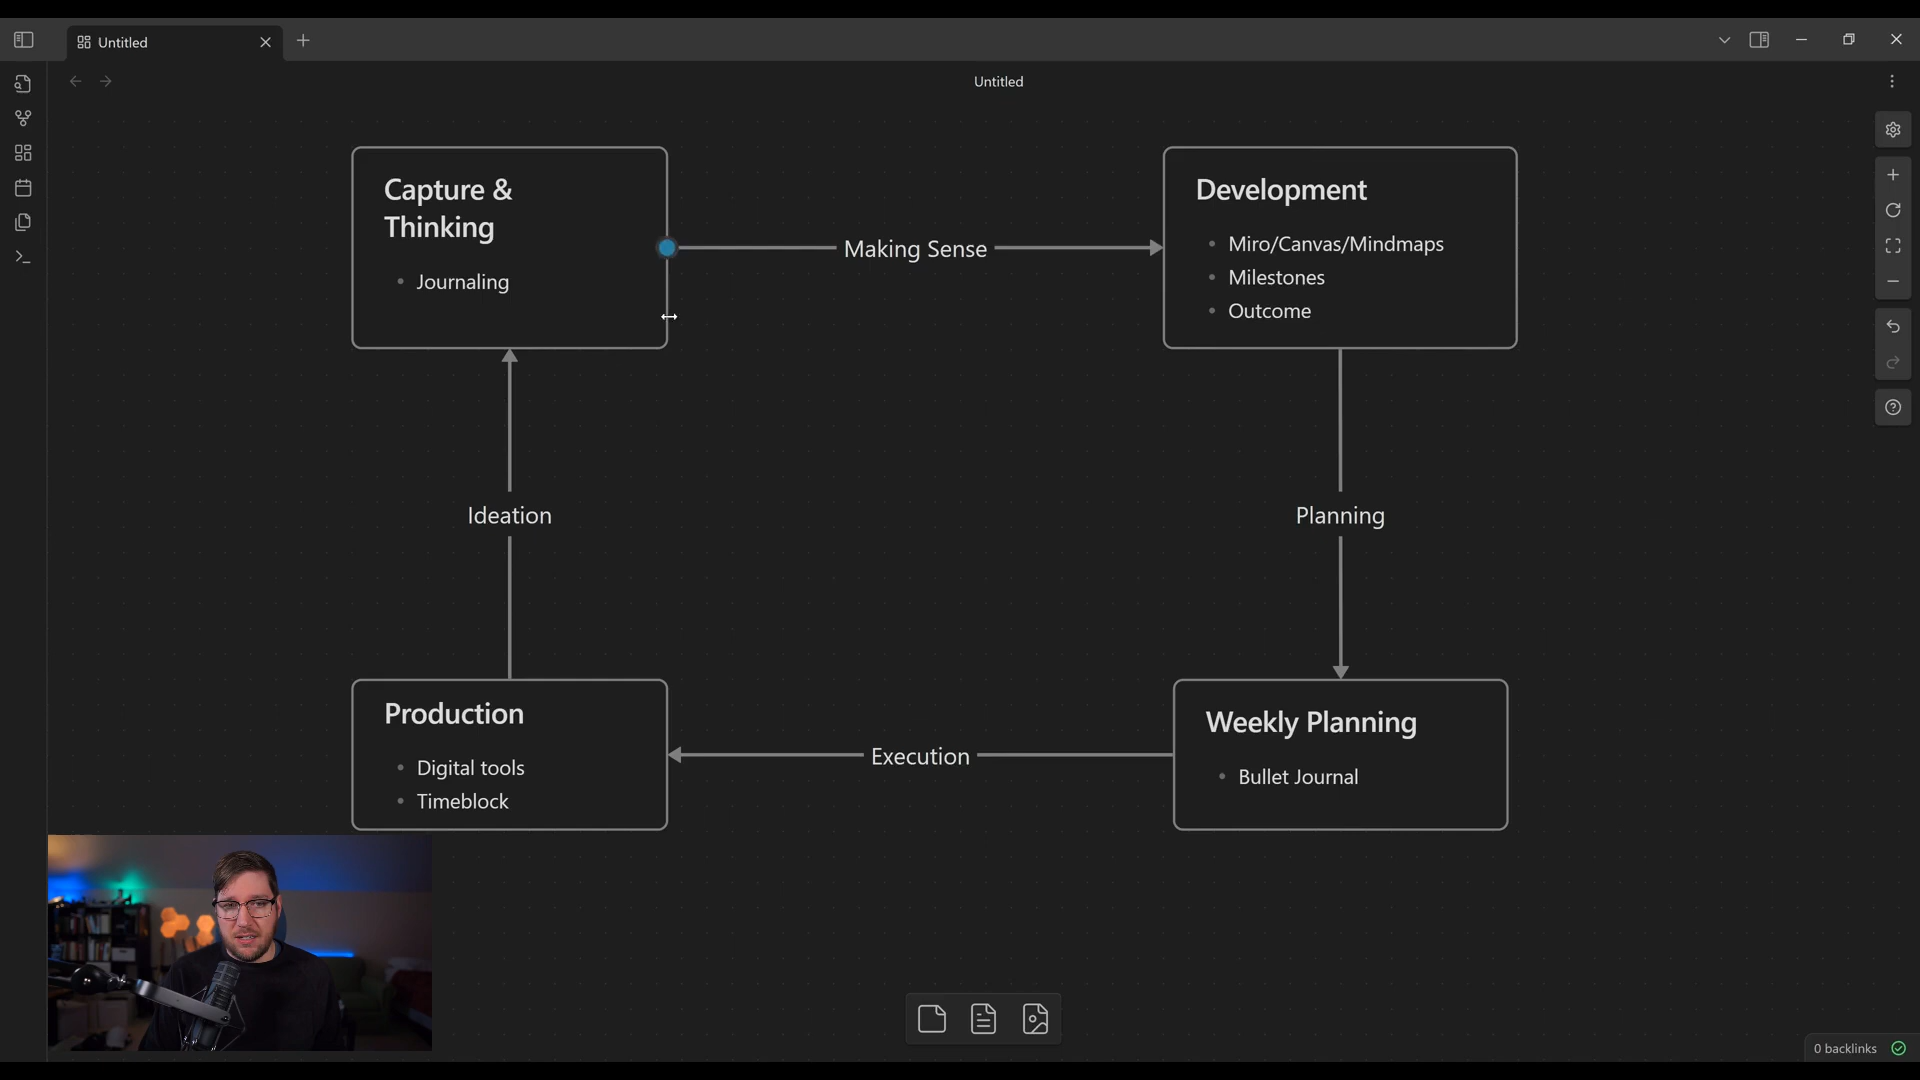 Untitled
Untitled
Capture &
Thinking
Journaling
Making Sense
Development
Miro/Canvas/Mindmaps
Milestones
Outcome
Ideation
Planning
Production
Digital tools
Timeblock
Execution
Weekly Planning
Bullet Journal
0 backlinks